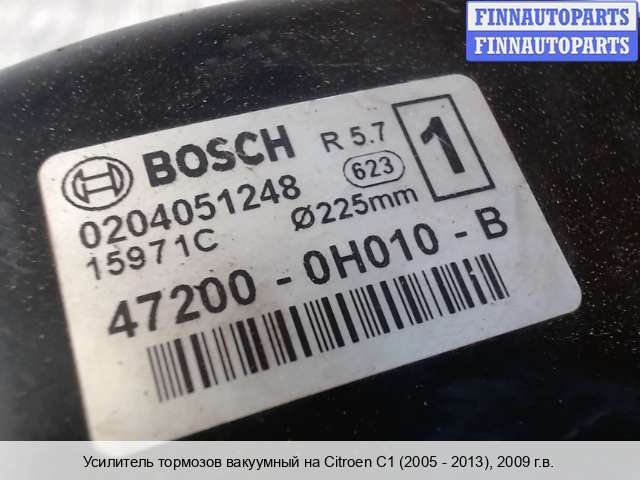 FINNAUTOPARTS
FINNAUTOPARTS
BOSCH R 5.7 1
0204051248 623
15971C Ø225mm
47200 - 0H010 - B
Усилитель тормозов вакуумный на Citroen C1 (2005 - 2013), 2009 г.в.